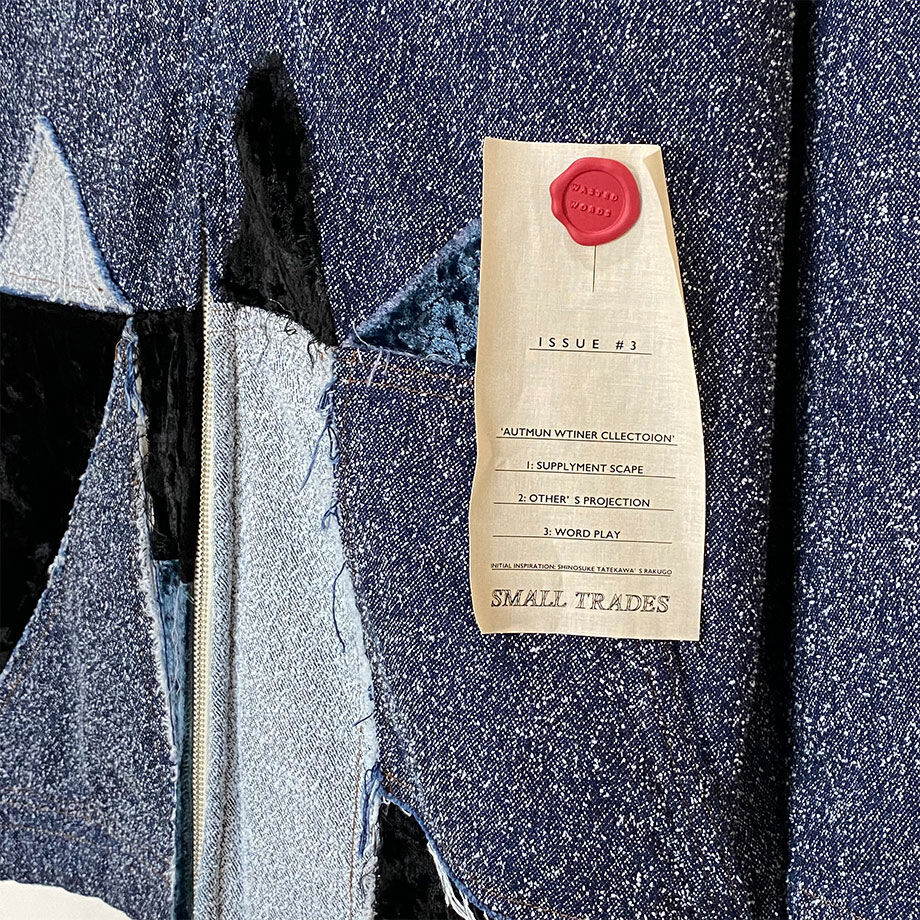 WASTED
WORDS
ISSUE #3
'AUTMUN WTINER CLLECTOION'
1: SUPPLYMENT SCAPE
2: OTHER' S PROJECTION
3: WORD PLAY
INITIAL INSPIRATION: SHINOSUKE TATEKAWA' S RAKUGO
SMALL TRADES